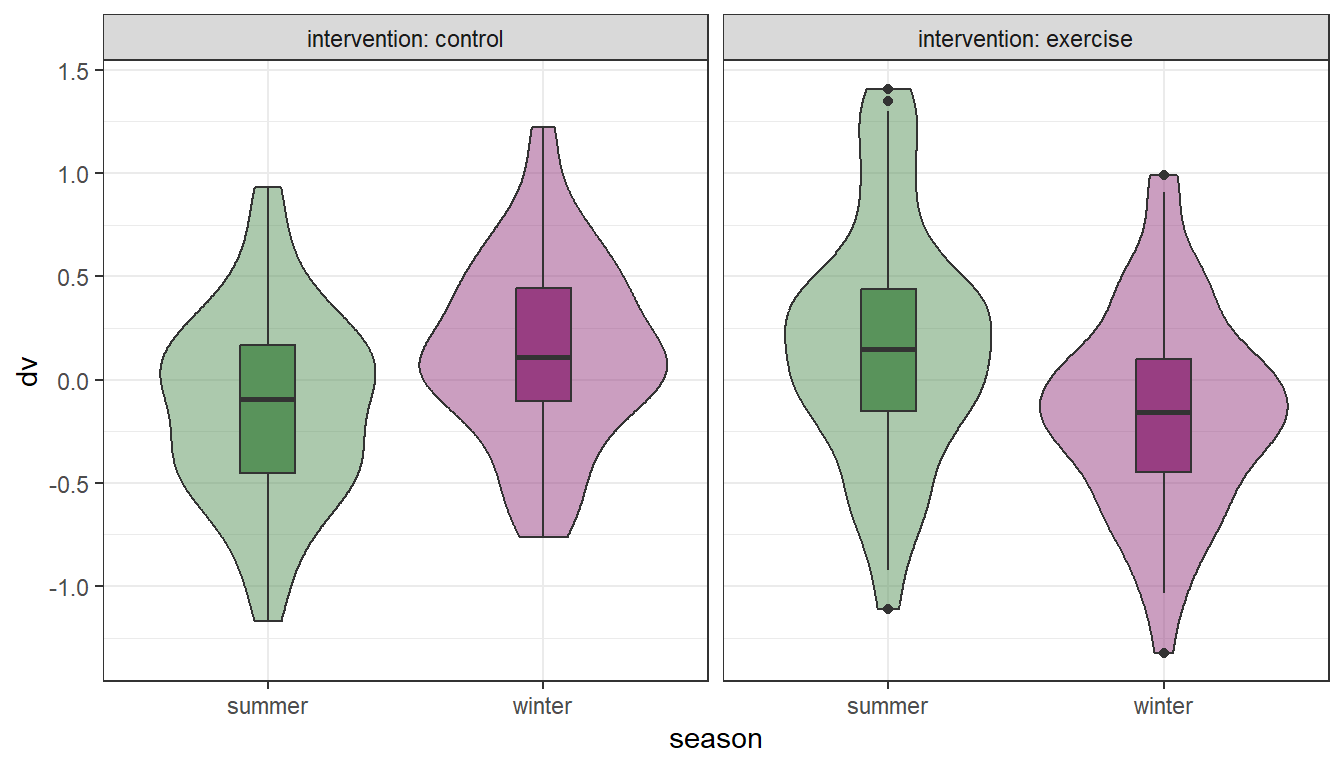 intervention: control
intervention: exercise
dv
1.5
1.0
0.5
0.0
-0.5
-1.0
summer
winter
summer
winter
season